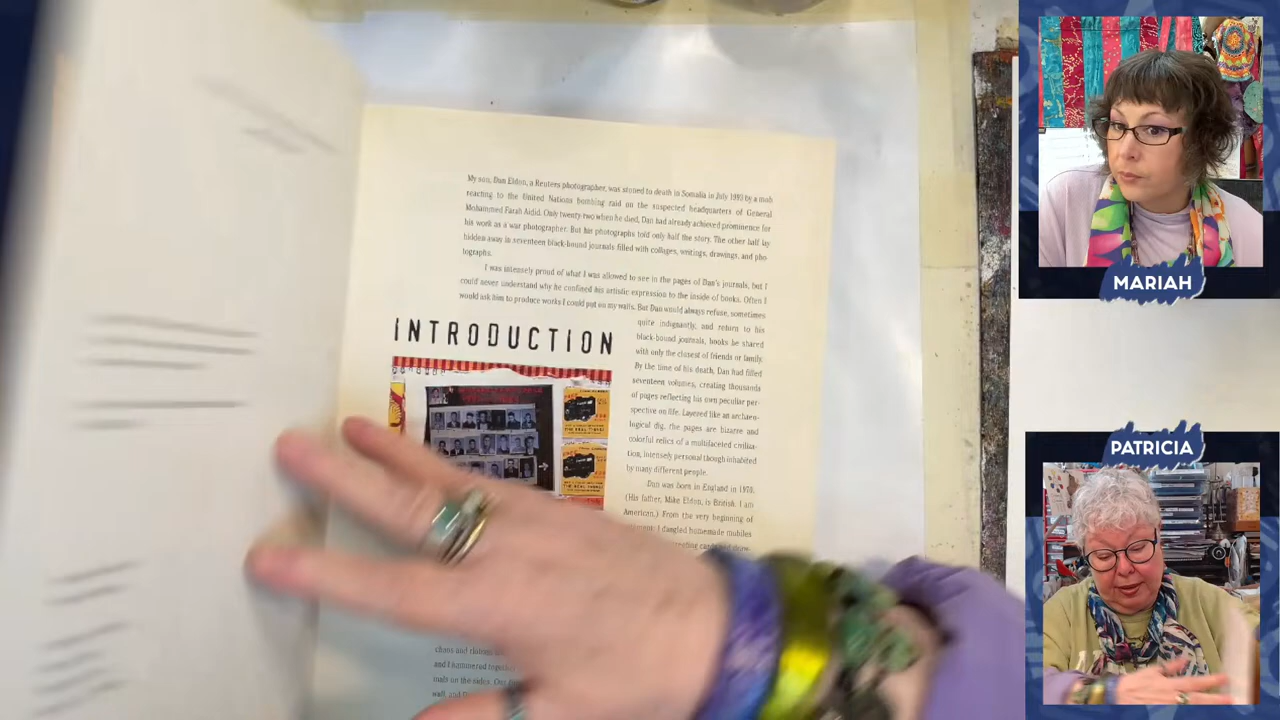 My son, Dan Eldon, a Reuters photographer, was stoned to death in Somalia in July 1993 by a mob
reacting to the United Nations bombing raid on the suspected headquarters of General
Mohammed Farah Aidid. Only twenty-two when he died, Dan had already achieved prominence for
his work as a war photographer. But his photographs told only half the story. The other half lay
hidden away in seventeen black-bound journals filled with collages, writings, drawings, and pho-
tographs.
I was intensely proud of what I was allowed to see in the pages of Dan's journals, but I
could never understand why he confined his artistic expression to the inside of books. Often I
would ask him to produce works I could put on my walls. But Dan would always refuse, sometimes
quite indignantly, and return to his
black-bound journals, books he shared
with only the closest of friends or family.
By the time of his death, Dan had filled
seventeen volumes, creating thousands
of pages reflecting his own peculiar per-
spective on life. Layered like an archaeo-
logical dig, the pages are bizarre and
colorful relics of a multifaceted civiliza-
tion, intensely personal though inhabited
by many different people.
Dan was born in England in 1970.
(His father, Mike Eldon, is British. I am
American.) From the very beginning of
I dangled homemade mobiles
INTRODUCTION
and I hammered together
wall, and
MARIAH
PATRICIA